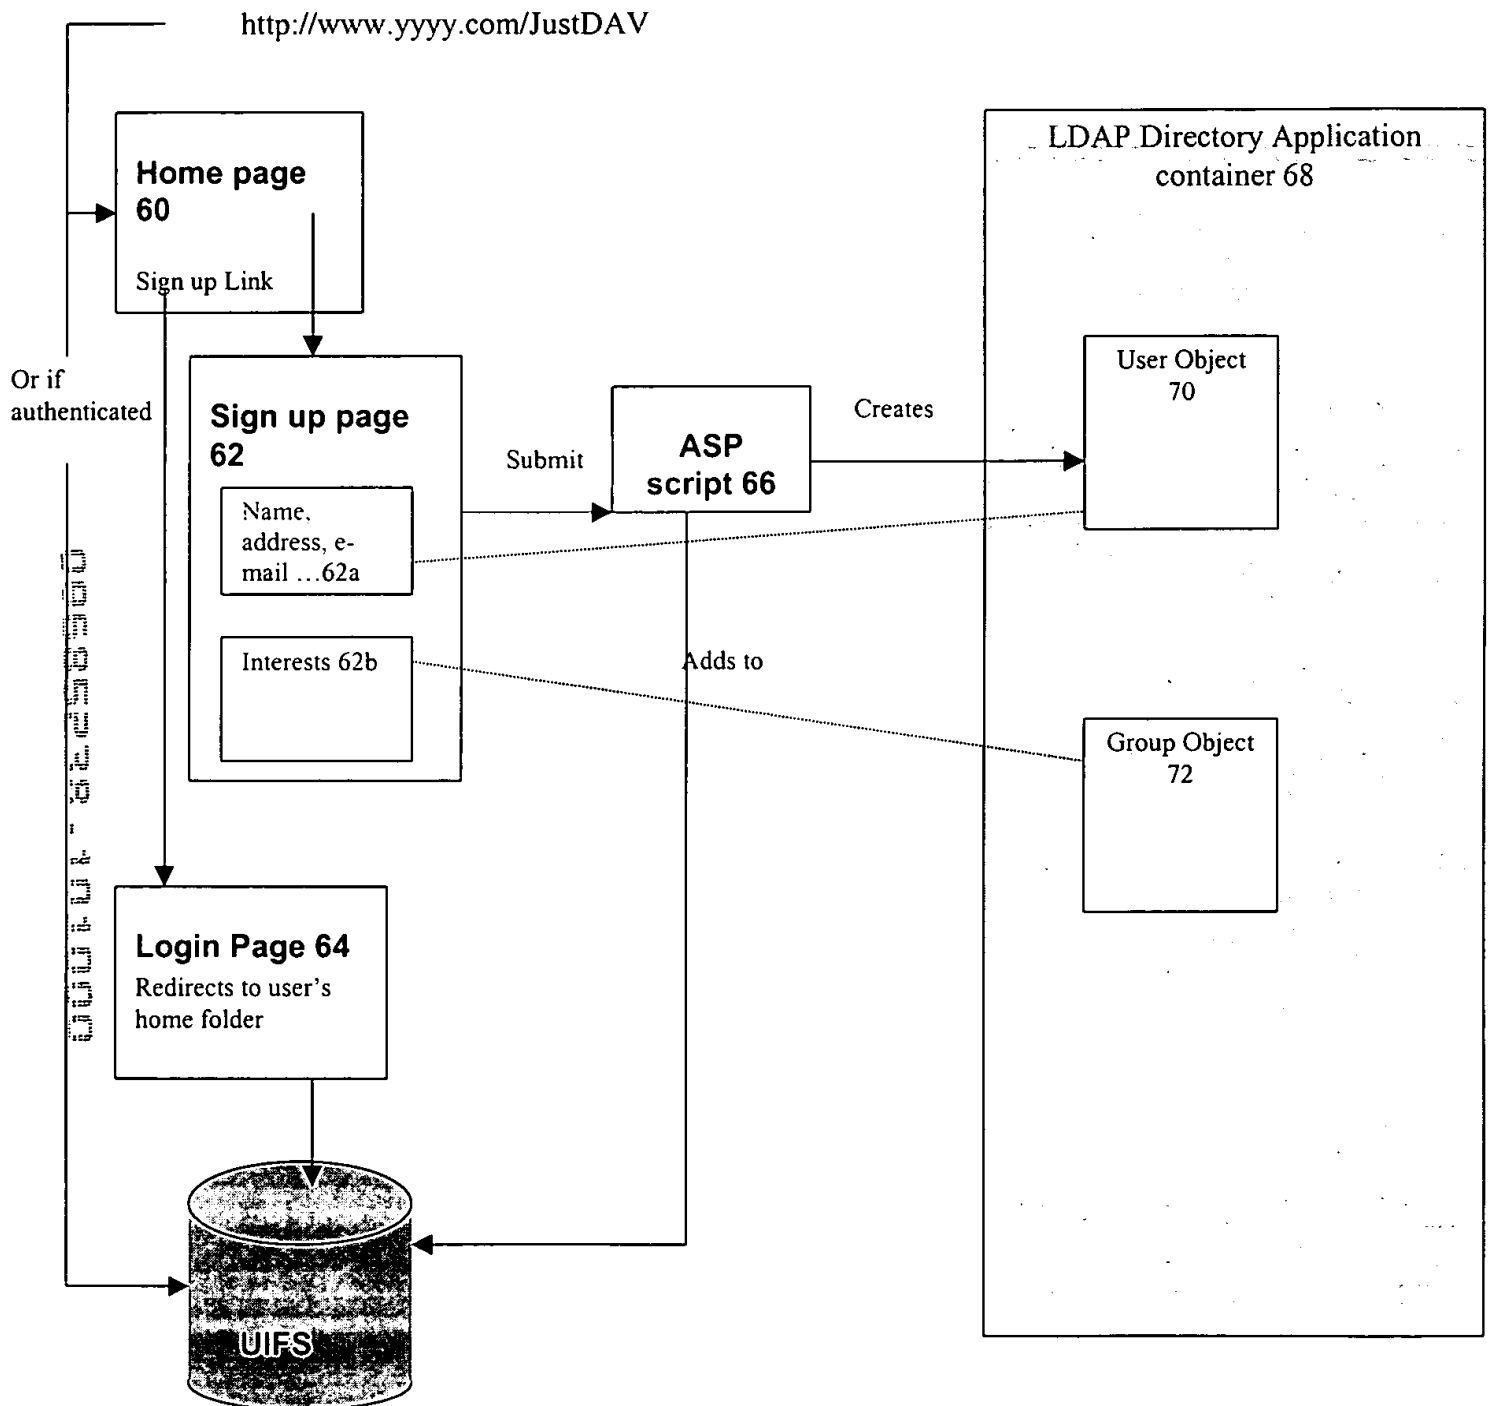 http://www.yyyy.com/JustDAV
Home page
60
Sign up Link
Or if
authenticated
Sign up page
62
Name,
address, e-
mail ...62a
Interests 62b
Submit
ASP
script 66
Creates
Adds to
LDAP Directory Application
container 68
User Object
70
Group Object
72
Login Page 64
Redirects to user's
home folder
UIFS